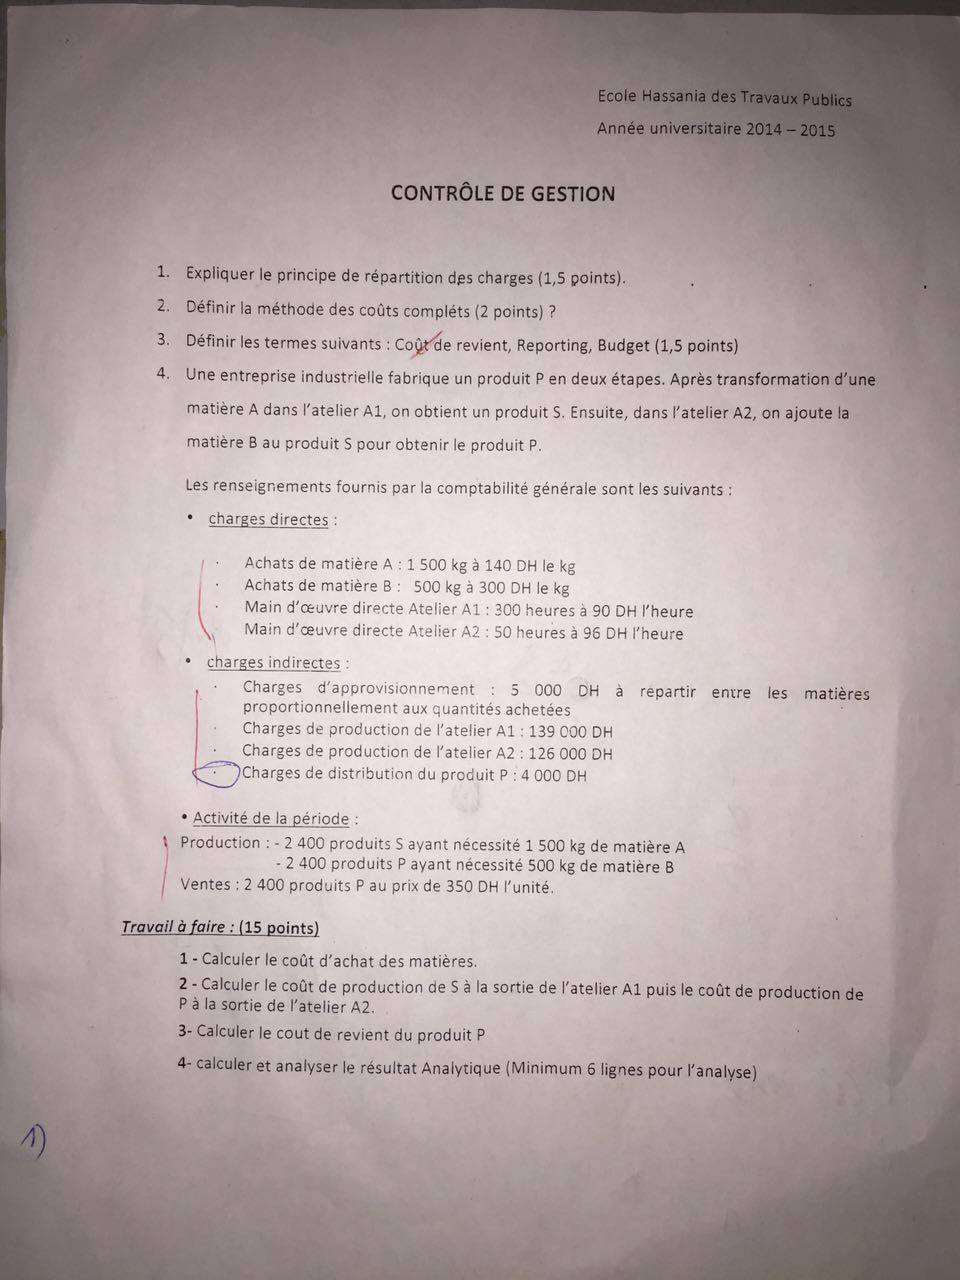 Ecole Hassania des Travaux Publics
Année universitaire 2014 – 2015
CONTRÔLE DE GESTION
1. Expliquer le principe de répartition des charges (1,5 points).
2. Définir la méthode des coûts compléts (2 points) ?
3. Définir les termes suivants : Coût de revient, Reporting, Budget (1,5 points)
4. Une entreprise industrielle fabrique un produit P en deux étapes. Après transformation d'une
matière A dans l'atelier A1, on obtient un produit S. Ensuite, dans l'atelier A2, on ajoute la
matière B au produit S pour obtenir le produit P.
Les renseignements fournis par la comptabilité générale sont les suivants :
• charges directes :
· Achats de matière A : 1 500 kg à 140 DH le kg
· Achats de matière B : 500 kg à 300 DH le kg
· Main d'œuvre directe Atelier A1 : 300 heures à 90 DH l'heure
· Main d'œuvre directe Atelier A2 : 50 heures à 96 DH l'heure
• charges indirectes :
· Charges d'approvisionnement : 5 000 DH à repartir entre les matières
proportionnellement aux quantités achetées
· Charges de production de l'atelier A1 : 139 000 DH
· Charges de production de l'atelier A2 : 126 000 DH
· Charges de distribution du produit P : 4 000 DH
• Activité de la période :
Production : - 2 400 produits S ayant nécessité 1 500 kg de matière A
- 2 400 produits P ayant nécessité 500 kg de matière B
Ventes : 2 400 produits P au prix de 350 DH l'unité.
Travail à faire : (15 points)
1 - Calculer le coût d'achat des matières.
2 - Calculer le coût de production de S à la sortie de l'atelier A1 puis le coût de production de
P à la sortie de l'atelier A2.
3- Calculer le cout de revient du produit P
4- calculer et analyser le résultat Analytique (Minimum 6 lignes pour l'analyse)
1)